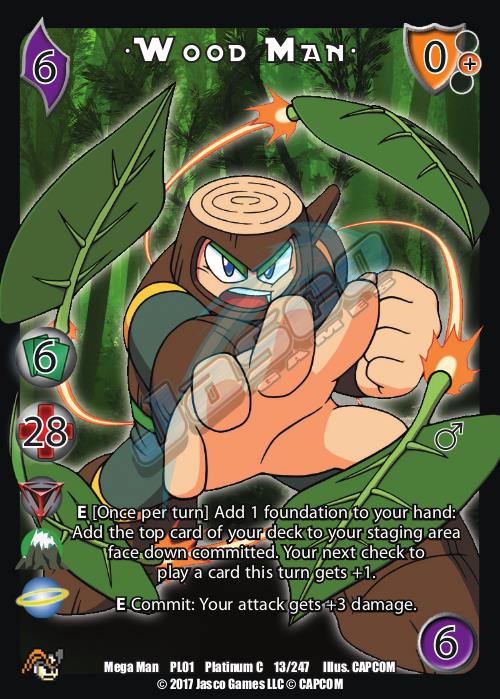 6
·Wood Man·
0
+
6
28
E [Once per turn] Add 1 foundation to your hand:
Add the top card of your deck to your staging area
face down committed. Your next check to
play a card this turn gets +1.
E Commit: Your attack gets +3 damage.
6
Mega Man PL01 Platinum C 13/247 Illus. CAPCOM
© 2017 Jasco Games LLC © CAPCOM
JASCO
GAMES